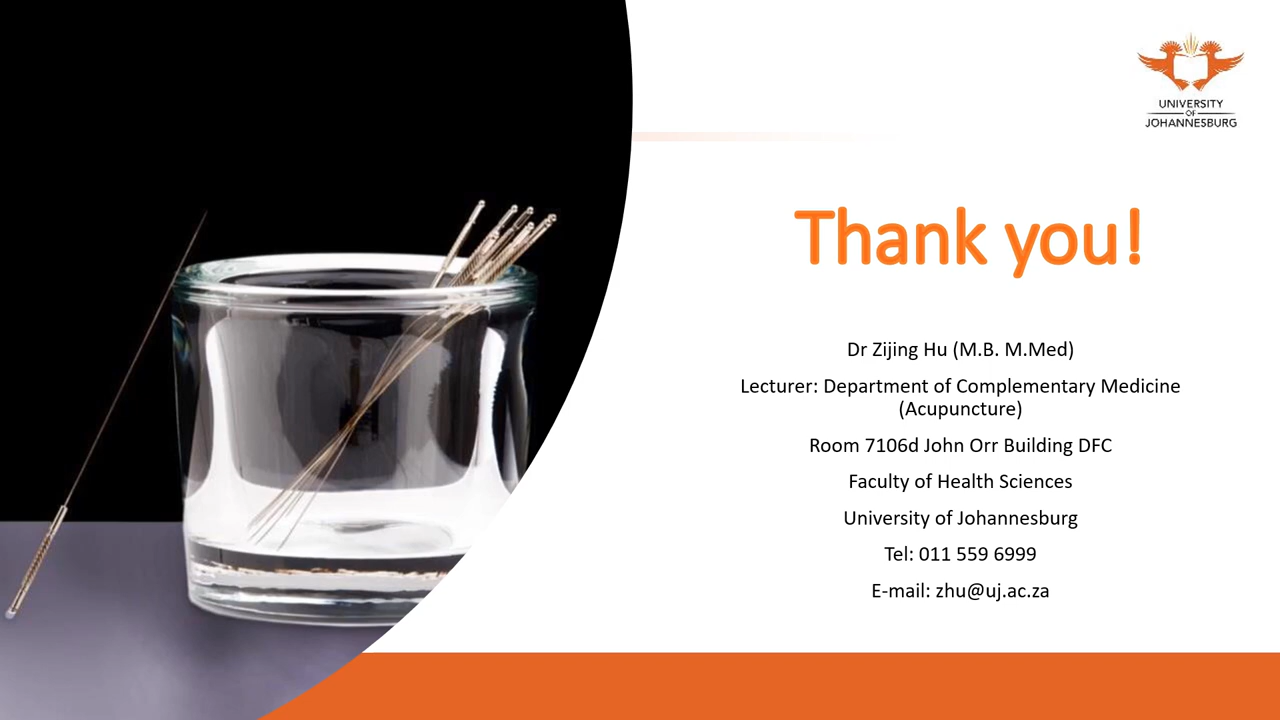 UNIVERSITY
OF
JOHANNESBURG
Thank you!
Dr Zijing Hu (M.B. M.Med)
Lecturer: Department of Complementary Medicine
(Acupuncture)
Room 7106d John Orr Building DFC
Faculty of Health Sciences
University of Johannesburg
Tel: 011 559 6999
E-mail: zhu@uj.ac.za